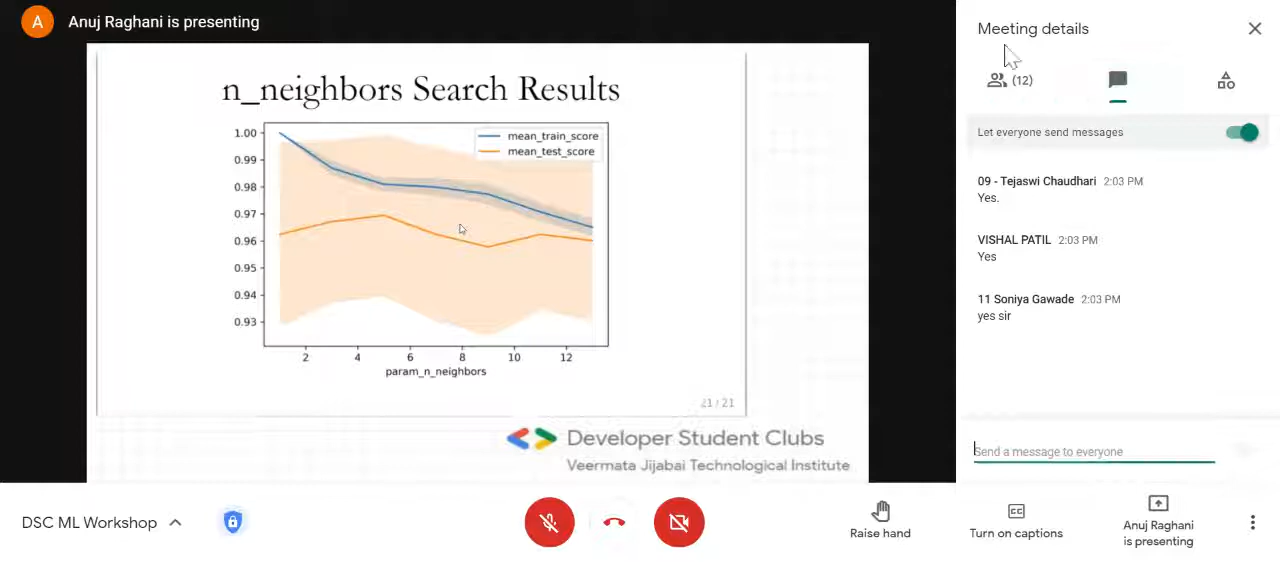 A Anuj Raghani is presenting
n_neighbors Search Results
1.00
0.99
0.98
0.97
0.96
0.95
0.94
0.93
mean_train_score
mean_test_score
2 4 6 8 10 12
param_n_neighbors
21 / 21
Developer Student Clubs
Veermata Jijabai Technological Institute
Meeting details
(12)
Let everyone send messages
09 - Tejaswi Chaudhari 2:03 PM
Yes.
VISHAL PATIL 2:03 PM
Yes
11 Soniya Gawade 2:03 PM
yes sir
Send a message to everyone
DSC ML Workshop
Raise hand
CC
Turn on captions
Anuj Raghani
is presenting